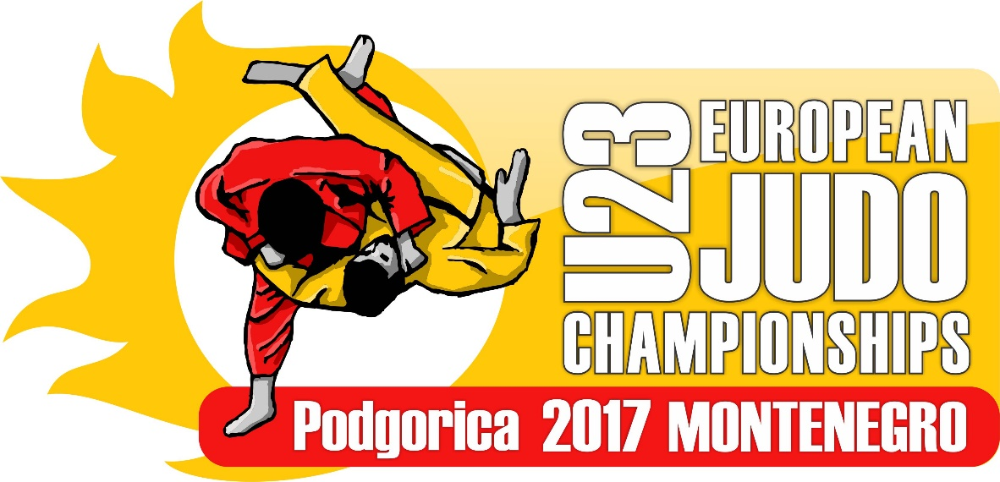 U23
EUROPEAN
JUDO
CHAMPIONSHIPS
Podgorica 2017 MONTENEGRO